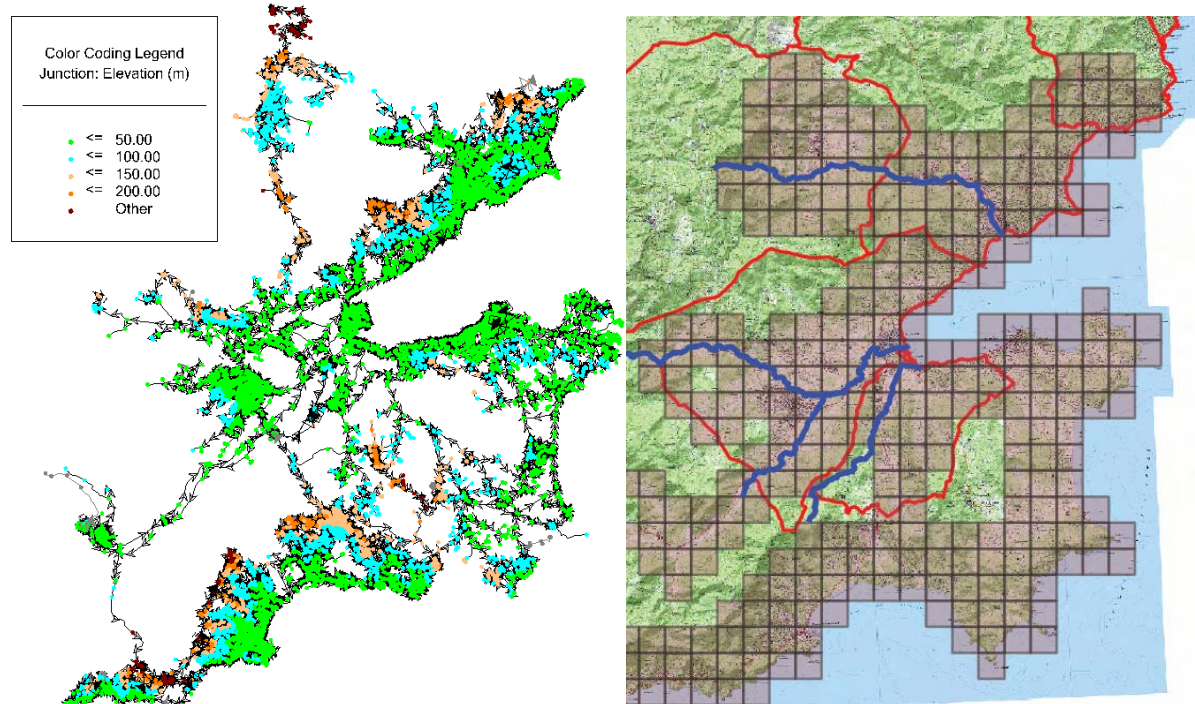 Color Coding Legend
Junction: Elevation (m)
<= 50.00
<= 100.00
<= 150.00
<= 200.00
Other